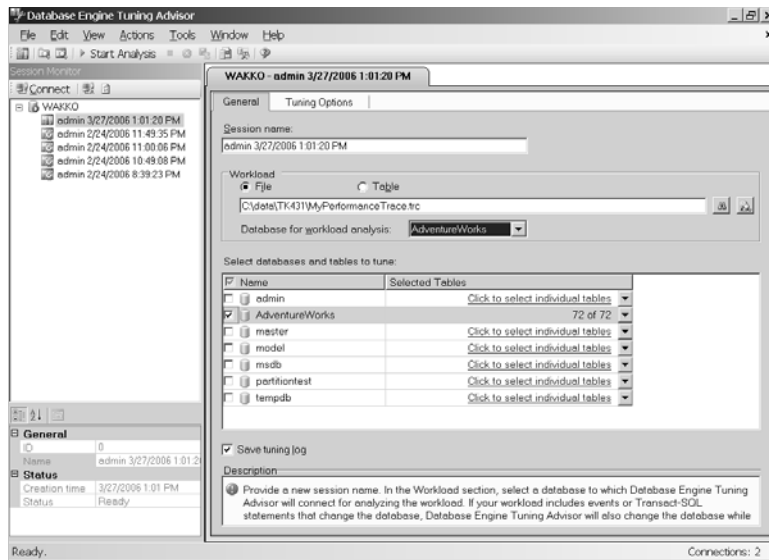 Database Engine Tuning Advisor
File Edit View Actions Tools Window Help
Start Analysis
Session Monitor
Connect
WAKKO
admin 3/27/2006 1:01:20 PM
admin 2/24/2006 11:49:35 PM
admin 2/24/2006 11:00:06 PM
admin 2/24/2006 10:49:08 PM
admin 2/24/2006 8:39:23 PM
General
ID 0
Name admin 3/27/2006 1:01:2
Status
Creation time 3/27/2006 1:01 PM
Status Ready
WAKKO - admin 3/27/2006 1:01:20 PM
General Tuning Options
Session name:
admin 3/27/2006 1:01:20 PM
Workload
File Table
C:\data\TK431\MyPerformanceTrace.trc
Database for workload analysis: AdventureWorks
Select databases and tables to tune:
Name Selected Tables
admin Click to select individual tables
AdventureWorks 72 of 72
master Click to select individual tables
model Click to select individual tables
msdb Click to select individual tables
partitiontest Click to select individual tables
tempdb Click to select individual tables
Save tuning log
Description
Provide a new session name. In the Workload section, select a database to which Database Engine Tuning
Advisor will connect for analyzing the workload. If your workload includes events or Transact-SQL
statements that change the database, Database Engine Tuning Advisor will also change the database while
Ready. Connections: 2